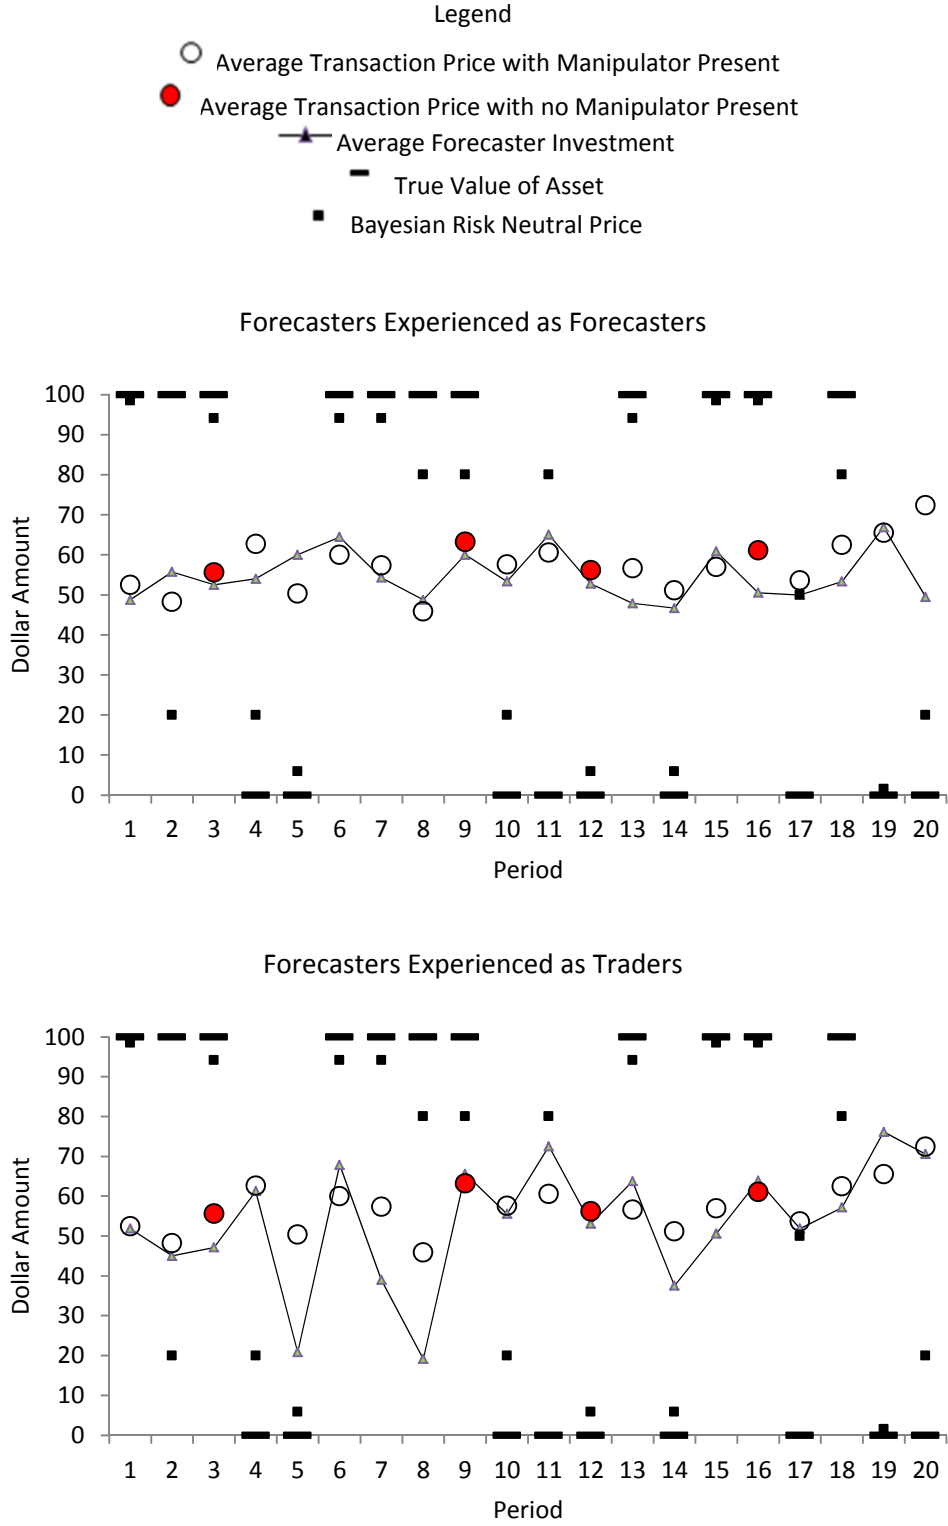 Legend
Average Transaction Price with Manipulator Present
Average Transaction Price with no Manipulator Present
Average Forecaster Investment
True Value of Asset
Bayesian Risk Neutral Price
Forecasters Experienced as Forecasters
100
90
80
70
60
50
40
30
20
10
0
Dollar Amount
1 2 3 4 5 6 7 8 9 10 11 12 13 14 15 16 17 18 19 20
Period
Forecasters Experienced as Traders
100
90
80
70
60
50
40
30
20
10
0
Dollar Amount
1 2 3 4 5 6 7 8 9 10 11 12 13 14 15 16 17 18 19 20
Period